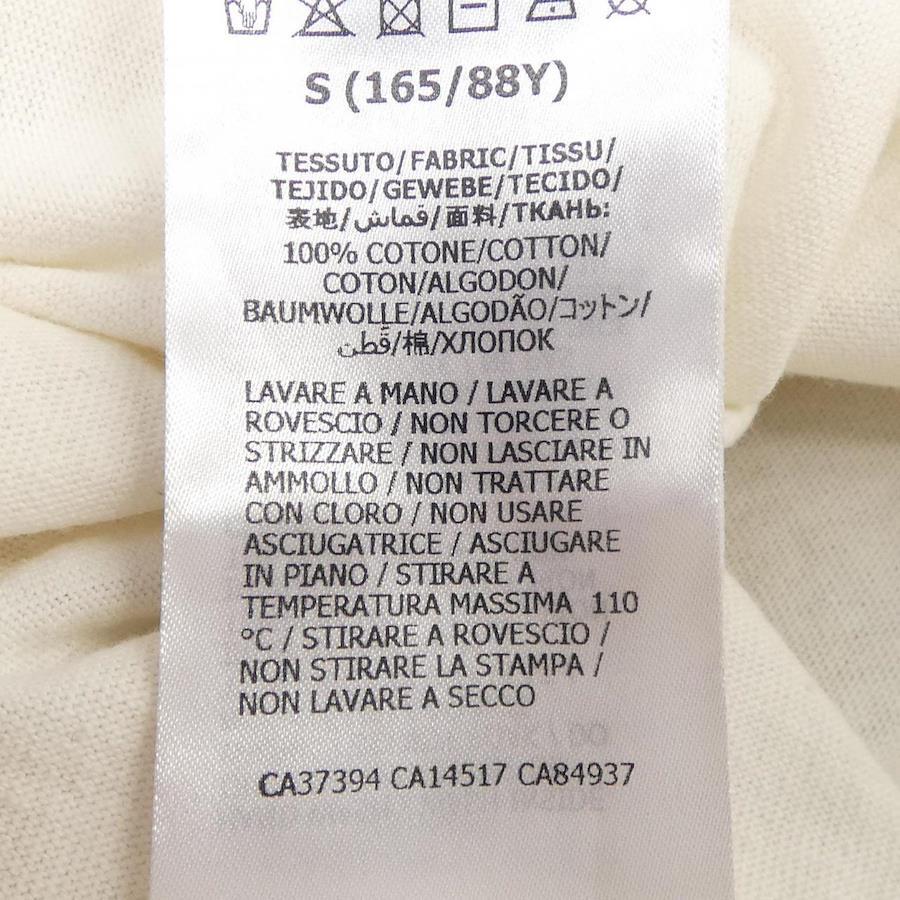 S (165/88Y)
TESSUTO/FABRIC/TISSU/
TEJIDO/GEWEBE/TECIDO/
表地/قماش/面料/ТКАНЬ:
100% COTONE/COTTON/
COTON/ALGODON/
BAUMWOLLE/ALGODÃO/コットン/
قُطن/棉/ХЛОПОК
LAVARE A MANO / LAVARE A
ROVESCIO / NON TORCERE O
STRIZZARE / NON LASCIARE IN
AMMOLLO / NON TRATTARE
CON CLORO / NON USARE
ASCIUGATRICE / ASCIUGARE
IN PIANO / STIRARE A
TEMPERATURA MASSIMA 110
°C / STIRARE A ROVESCIO /
NON STIRARE LA STAMPA /
NON LAVARE A SECCO
CA37394 CA14517 CA84937